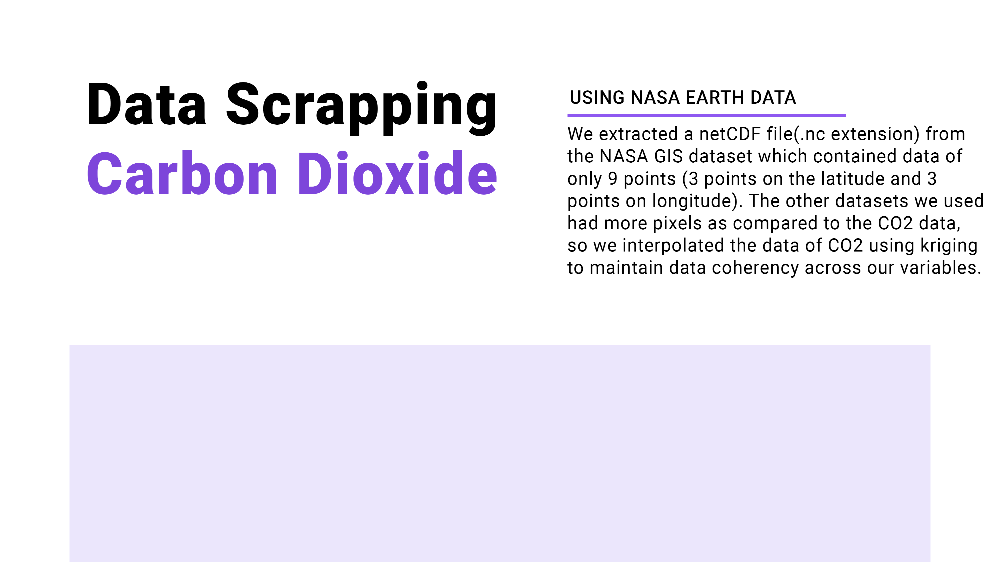 Data Scrapping
Carbon Dioxide
USING NASA EARTH DATA
We extracted a netCDF file(.nc extension) from
the NASA GIS dataset which contained data of
only 9 points (3 points on the latitude and 3
points on longitude). The other datasets we used
had more pixels as compared to the CO2 data,
so we interpolated the data of CO2 using kriging
to maintain data coherency across our variables.